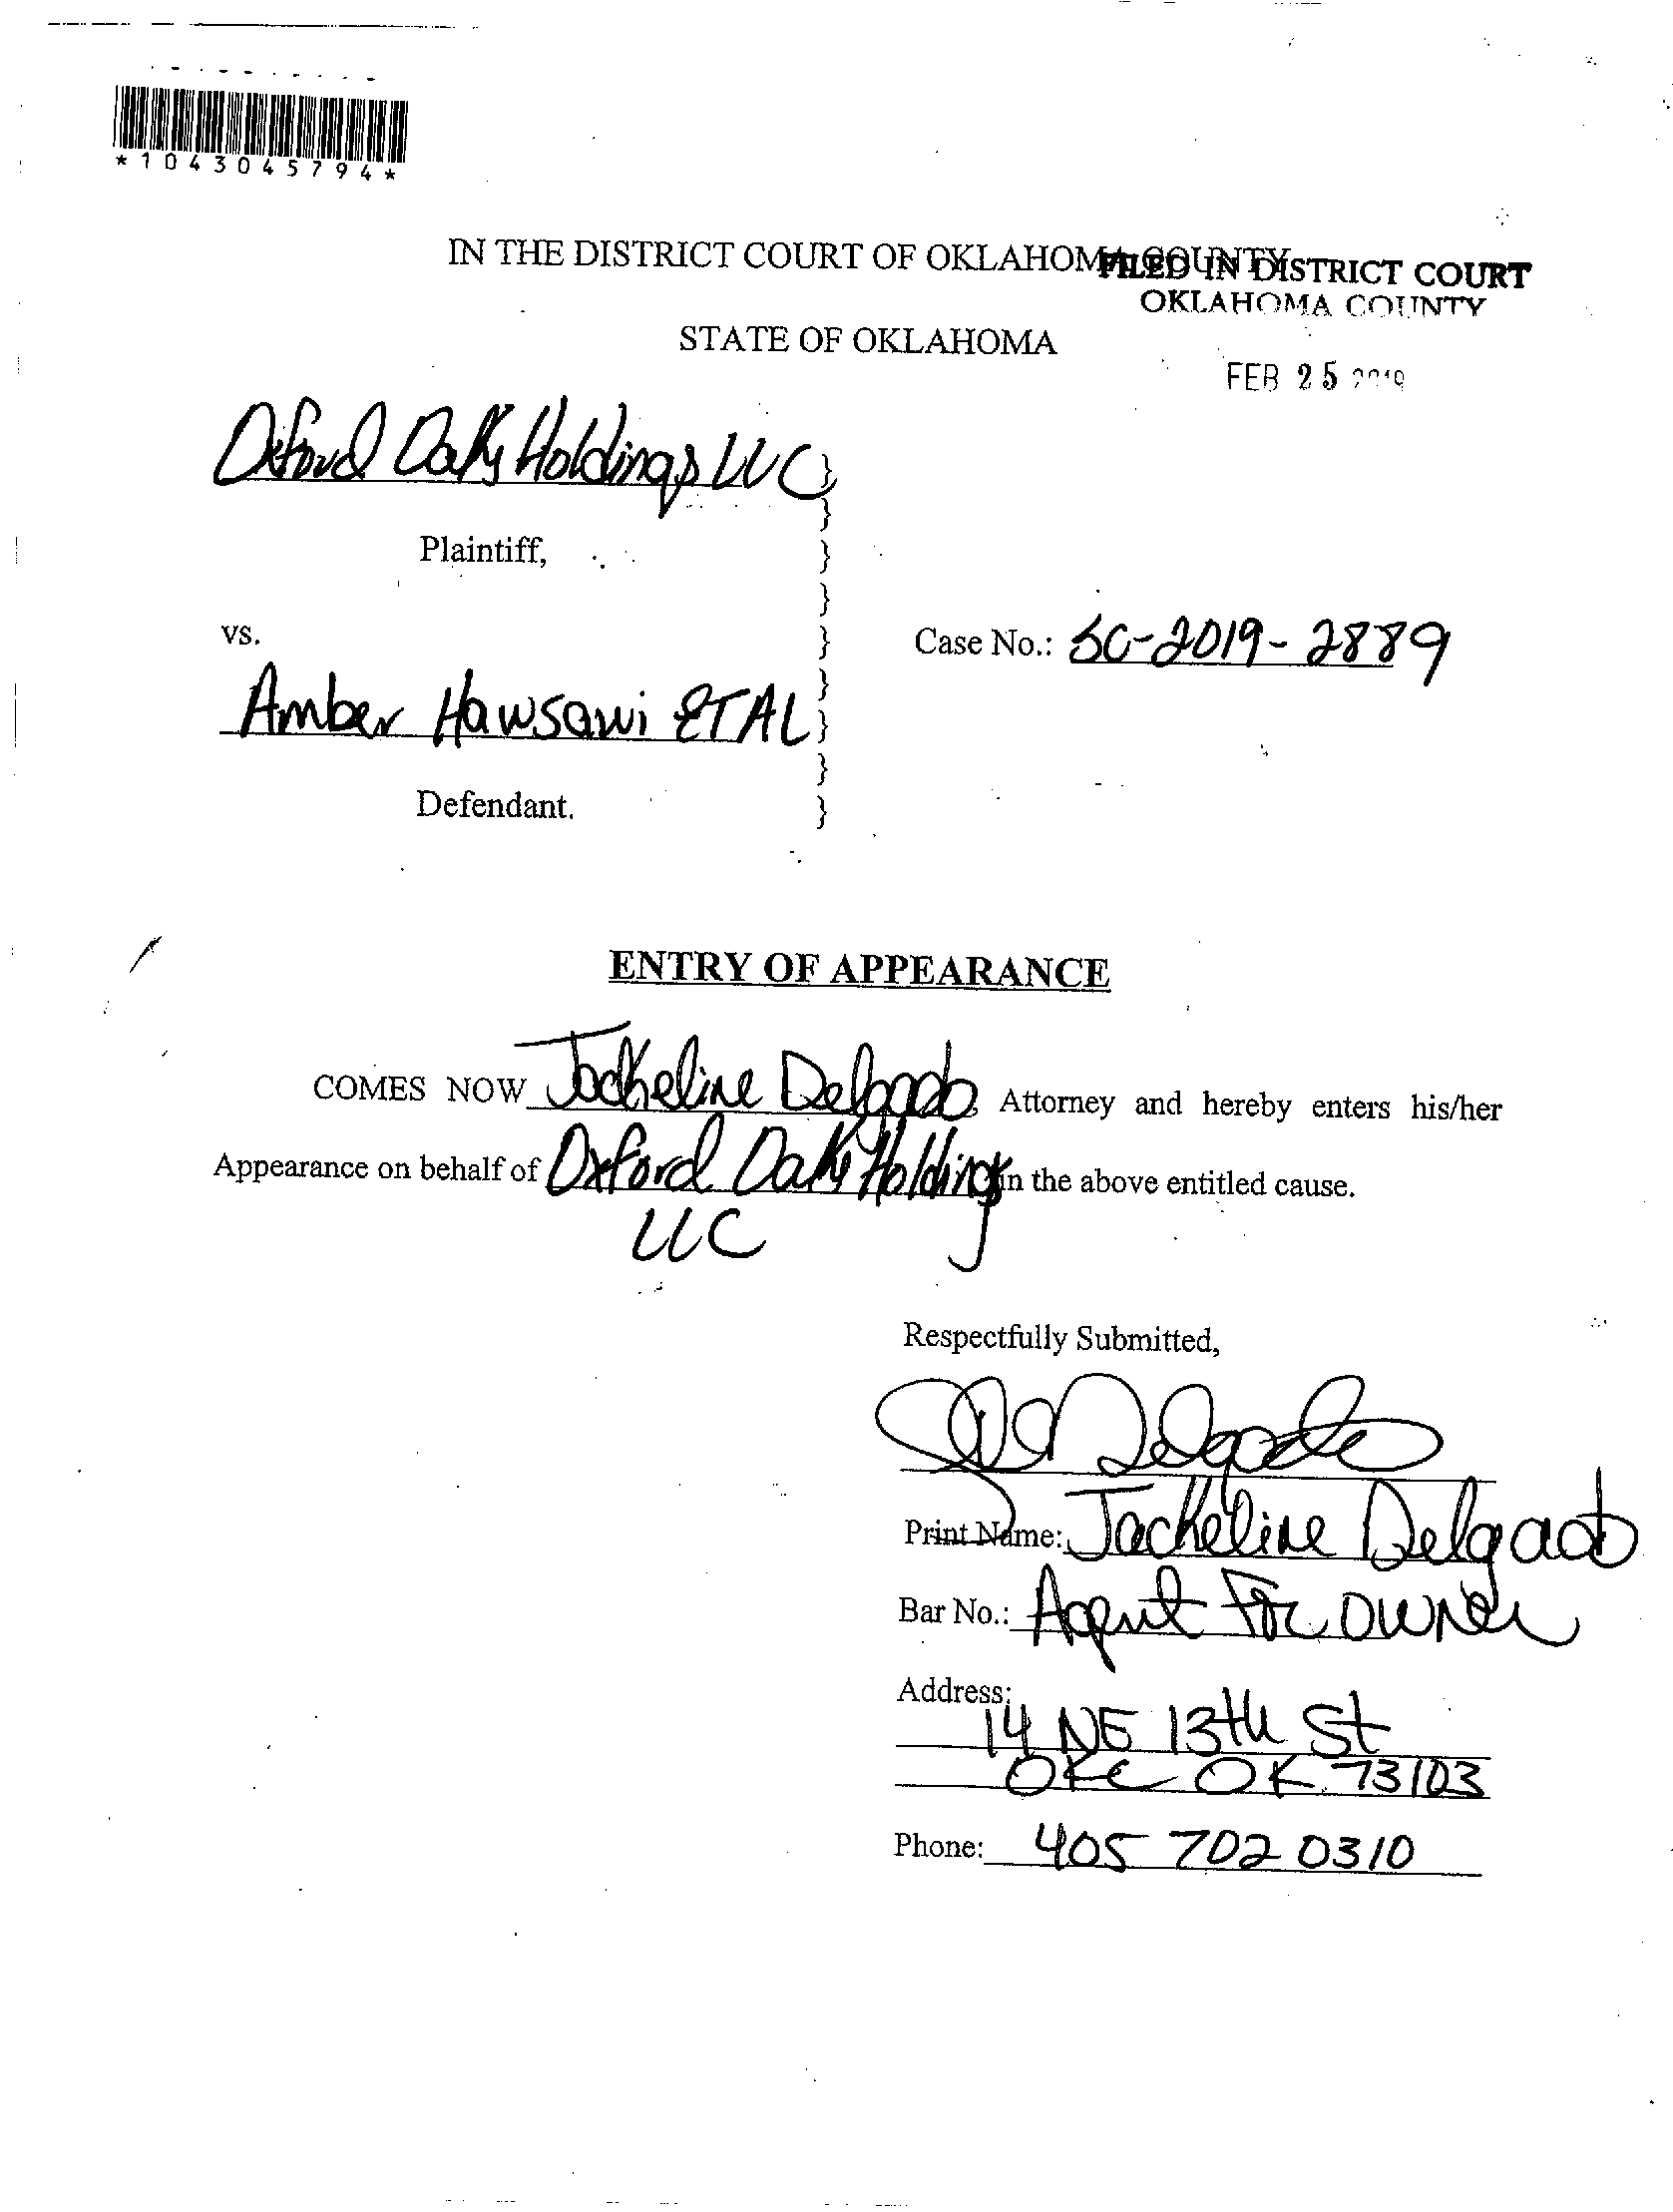 *1043045794*
IN THE DISTRICT COURT OF OKLAHOMA COUNTY
FILED IN DISTRICT COURT
OKLAHOMA COUNTY
STATE OF OKLAHOMA
FEB 25 2019
Oxford Oaks Holdings LLC }
}
Plaintiff, }
}
vs. } Case No.: SC-2019-2889
}
Amber Hawsawi ETAL }
}
Defendant. }
ENTRY OF APPEARANCE
COMES NOW Jackeline Delgado, Attorney and hereby enters his/her
Appearance on behalf of Oxford Oaks Holding in the above entitled cause.
LLC
Respectfully Submitted,
Print Name: Jackeline Delgado
Bar No.: Agent For Owner
Address:
14 NE 13th St
OKC OK 73103
Phone: 405 702 0310